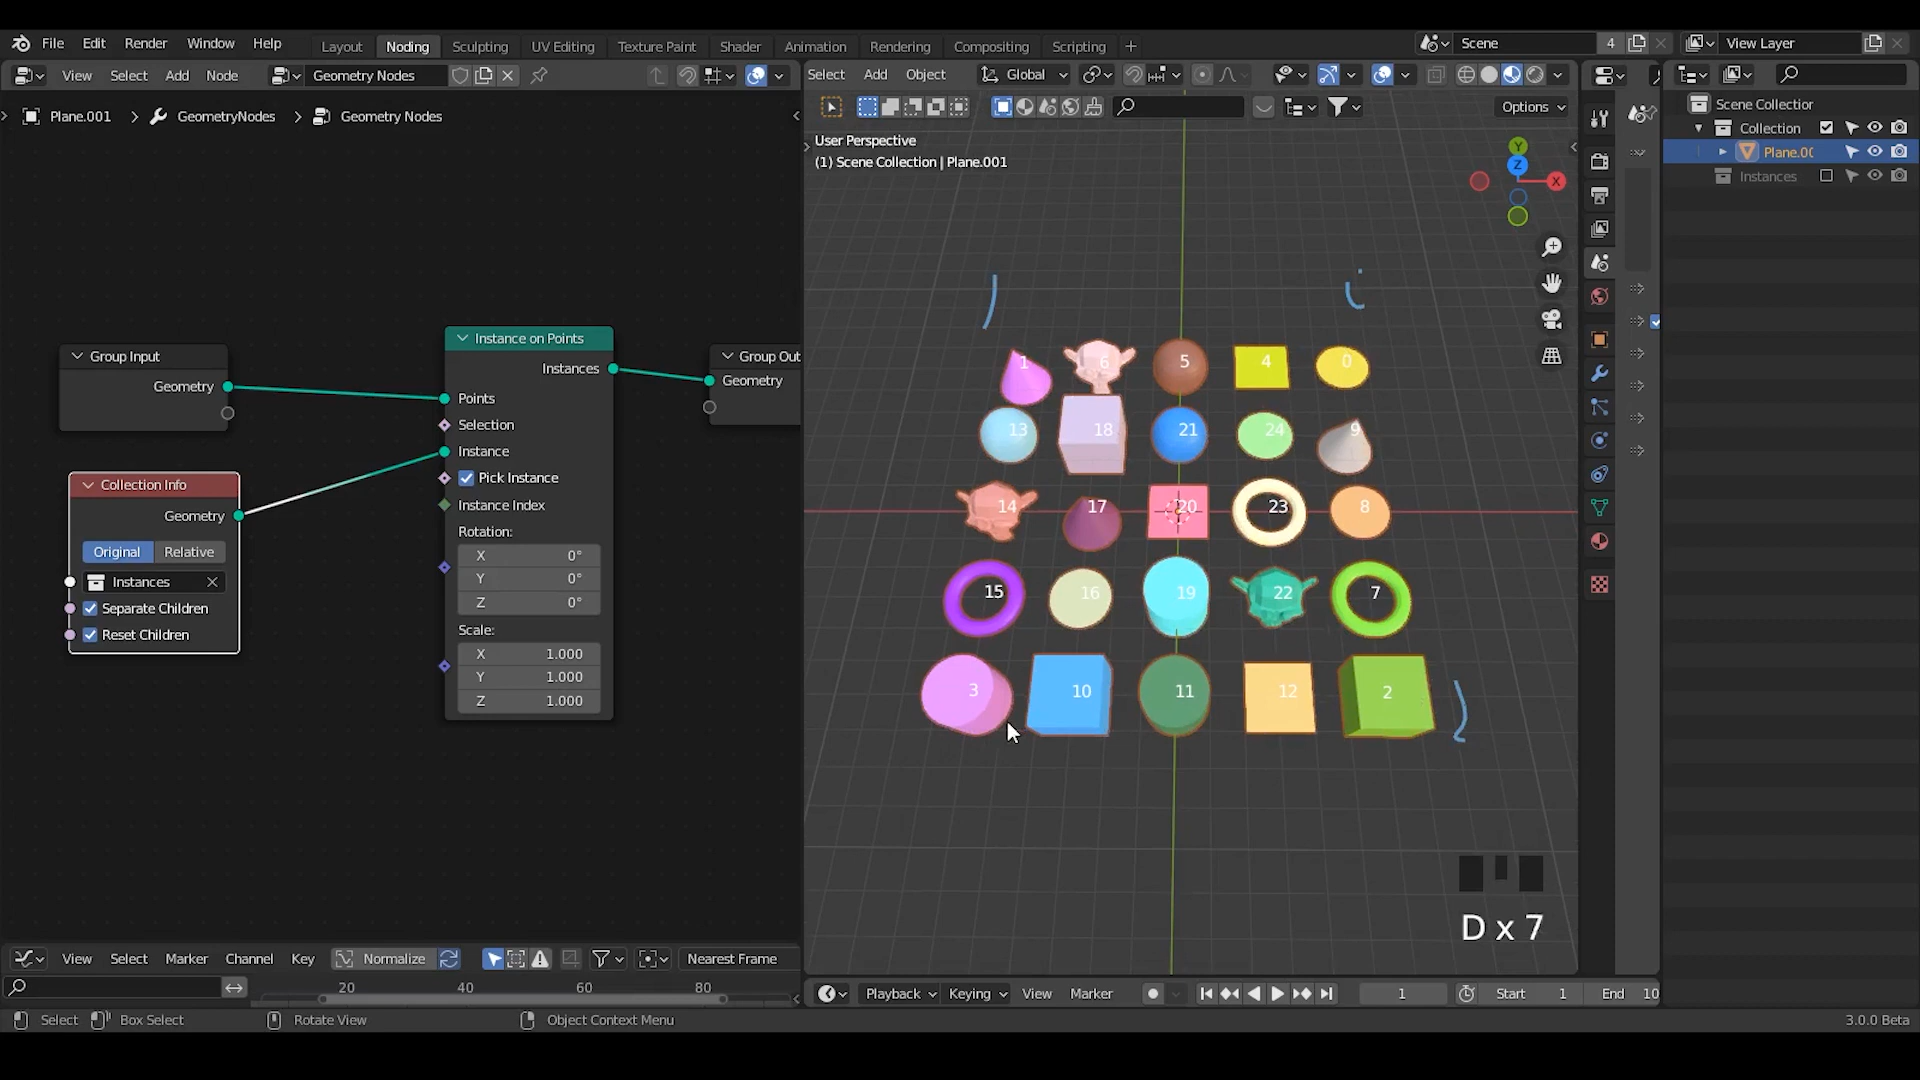 File Edit Render Window Help Layout Noding Sculpting UV Editing Texture Paint Shader Animation Rendering Compositing Scripting + Scene 4 View Layer
View Select Add Node Geometry Nodes Select Add Object Global
Plane.001 > GeometryNodes > Geometry Nodes
Options
User Perspective
(1) Scene Collection | Plane.001
Y
Z
X
Scene Collection
Collection
Plane.00
Instances
Group Input
Geometry
Collection Info
Geometry
Original Relative
Instances
Separate Children
Reset Children
Instance on Points
Instances
Points
Selection
Instance
Pick Instance
Instance Index
Rotation:
X 0°
Y 0°
Z 0°
Scale:
X 1.000
Y 1.000
Z 1.000
Group Out
Geometry
1 6 5 4 0
13 18 21 24 9
14 17 20 23 8
15 16 19 22 7
3 10 11 12 2
D x 7
View Select Marker Channel Key Normalize Nearest Frame
20 40 60 80
Playback Keying View Marker 1 Start 1 End 10
Select Box Select Rotate View Object Context Menu 3.0.0 Beta